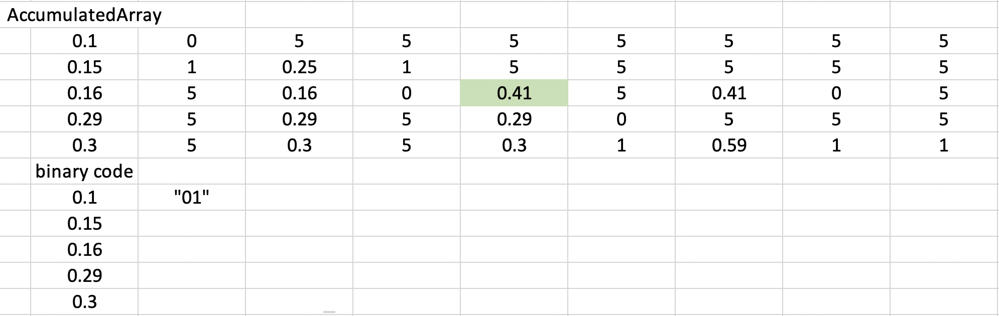 AccumulatedArray
0.1 0 5 5 5 5 5 5 5
0.15 1 0.25 1 5 5 5 5 5
0.16 5 0.16 0 0.41 5 0.41 0 5
0.29 5 0.29 5 0.29 0 5 5 5
0.3 5 0.3 5 0.3 1 0.59 1 1
binary code
0.1 "01"
0.15
0.16
0.29
0.3